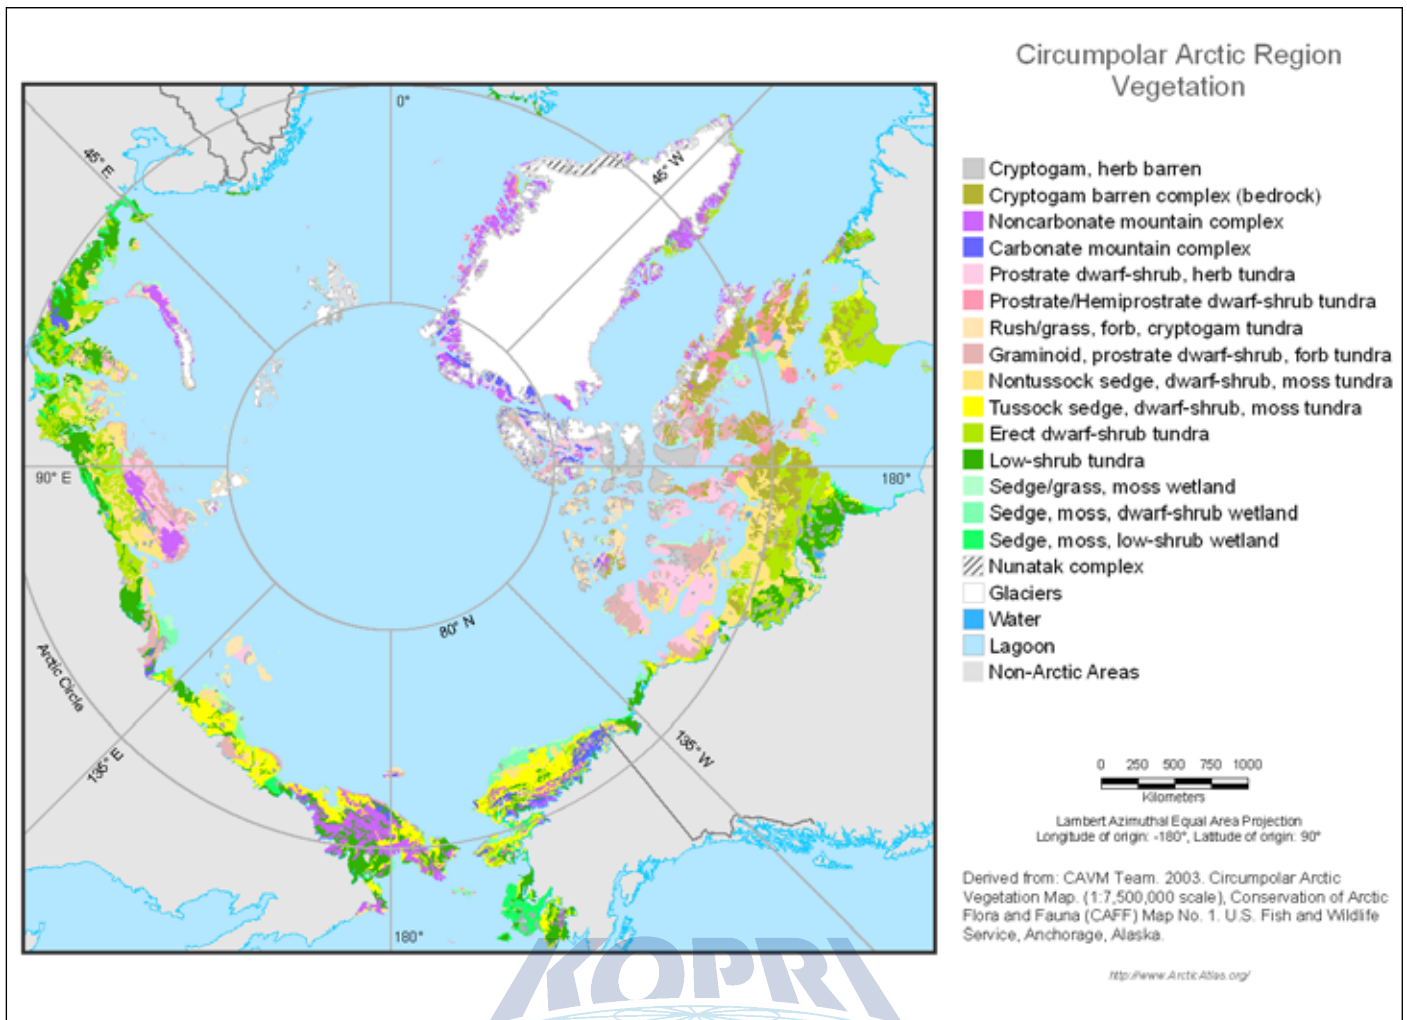 Circumpolar Arctic Region
Vegetation
0°
45° E
45° W
90° E
180°
80° N
Arctic Circle
135° E
135° W
180°
Cryptogam, herb barren
Cryptogam barren complex (bedrock)
Noncarbonate mountain complex
Carbonate mountain complex
Prostrate dwarf-shrub, herb tundra
Prostrate/Hemiprostrate dwarf-shrub tundra
Rush/grass, forb, cryptogam tundra
Graminoid, prostrate dwarf-shrub, forb tundra
Nontussock sedge, dwarf-shrub, moss tundra
Tussock sedge, dwarf-shrub, moss tundra
Erect dwarf-shrub tundra
Low-shrub tundra
Sedge/grass, moss wetland
Sedge, moss, dwarf-shrub wetland
Sedge, moss, low-shrub wetland
Nunatak complex
Glaciers
Water
Lagoon
Non-Arctic Areas
0 250 500 750 1000
Kilometers
Lambert Azimuthal Equal Area Projection
Longitude of origin: -180°, Latitude of origin: 90°
Derived from: CAVM Team. 2003. Circumpolar Arctic
Vegetation Map. (1:7,500,000 scale), Conservation of Arctic
Flora and Fauna (CAFF) Map No. 1. U.S. Fish and Wildlife
Service, Anchorage, Alaska.
http://www.ArcticAtlas.org/
KOPRI